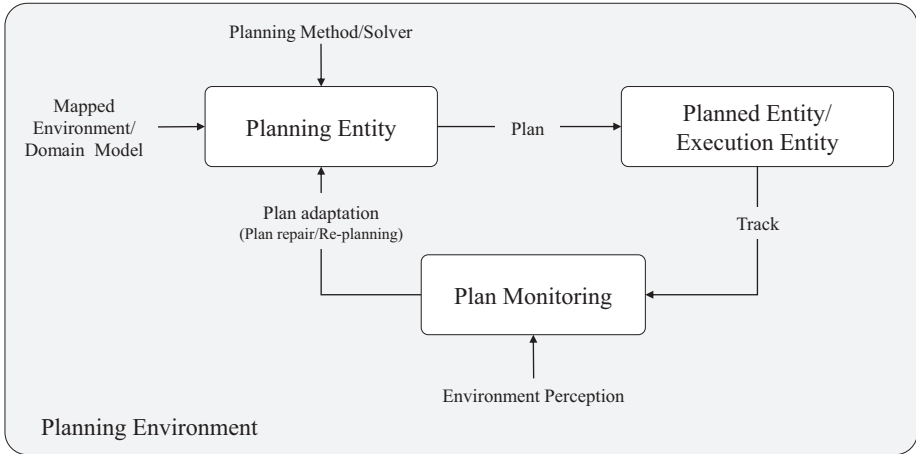 Planning Method/Solver
Mapped
Environment/
Domain Model
Planning Entity
Plan
Planned Entity/
Execution Entity
Plan adaptation
(Plan repair/Re-planning)
Track
Plan Monitoring
Environment Perception
Planning Environment